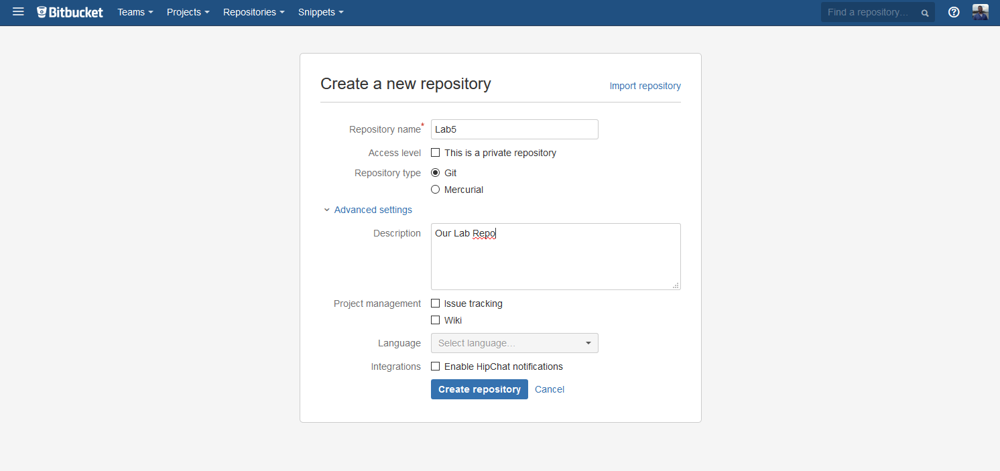 Bitbucket Teams Projects Repositories Snippets Find a repository...
Create a new repository Import repository
Repository name* Lab5
Access level This is a private repository
Repository type Git
Mercurial
Advanced settings
Description Our Lab Repo
Project management Issue tracking
Wiki
Language Select language...
Integrations Enable HipChat notifications
Create repository Cancel